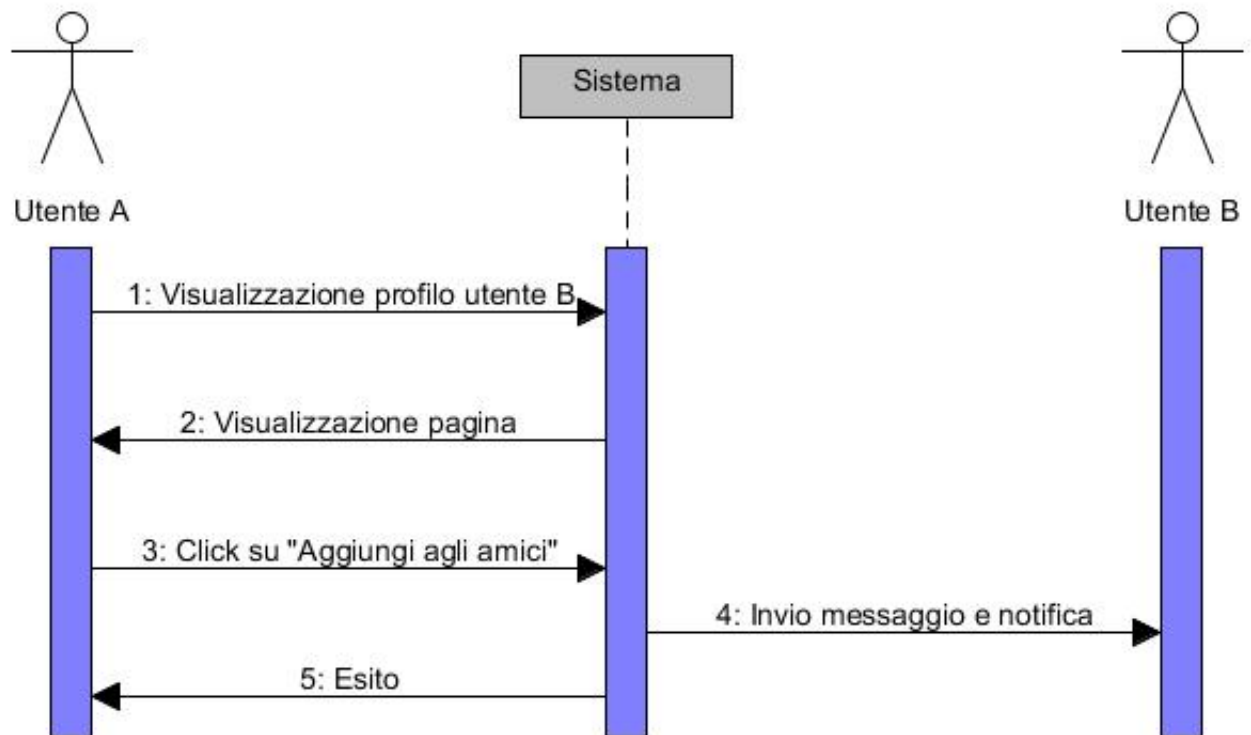 Sistema
Utente A
Utente B
1: Visualizzazione profilo utente B
2: Visualizzazione pagina
3: Click su "Aggiungi agli amici"
4: Invio messaggio e notifica
5: Esito